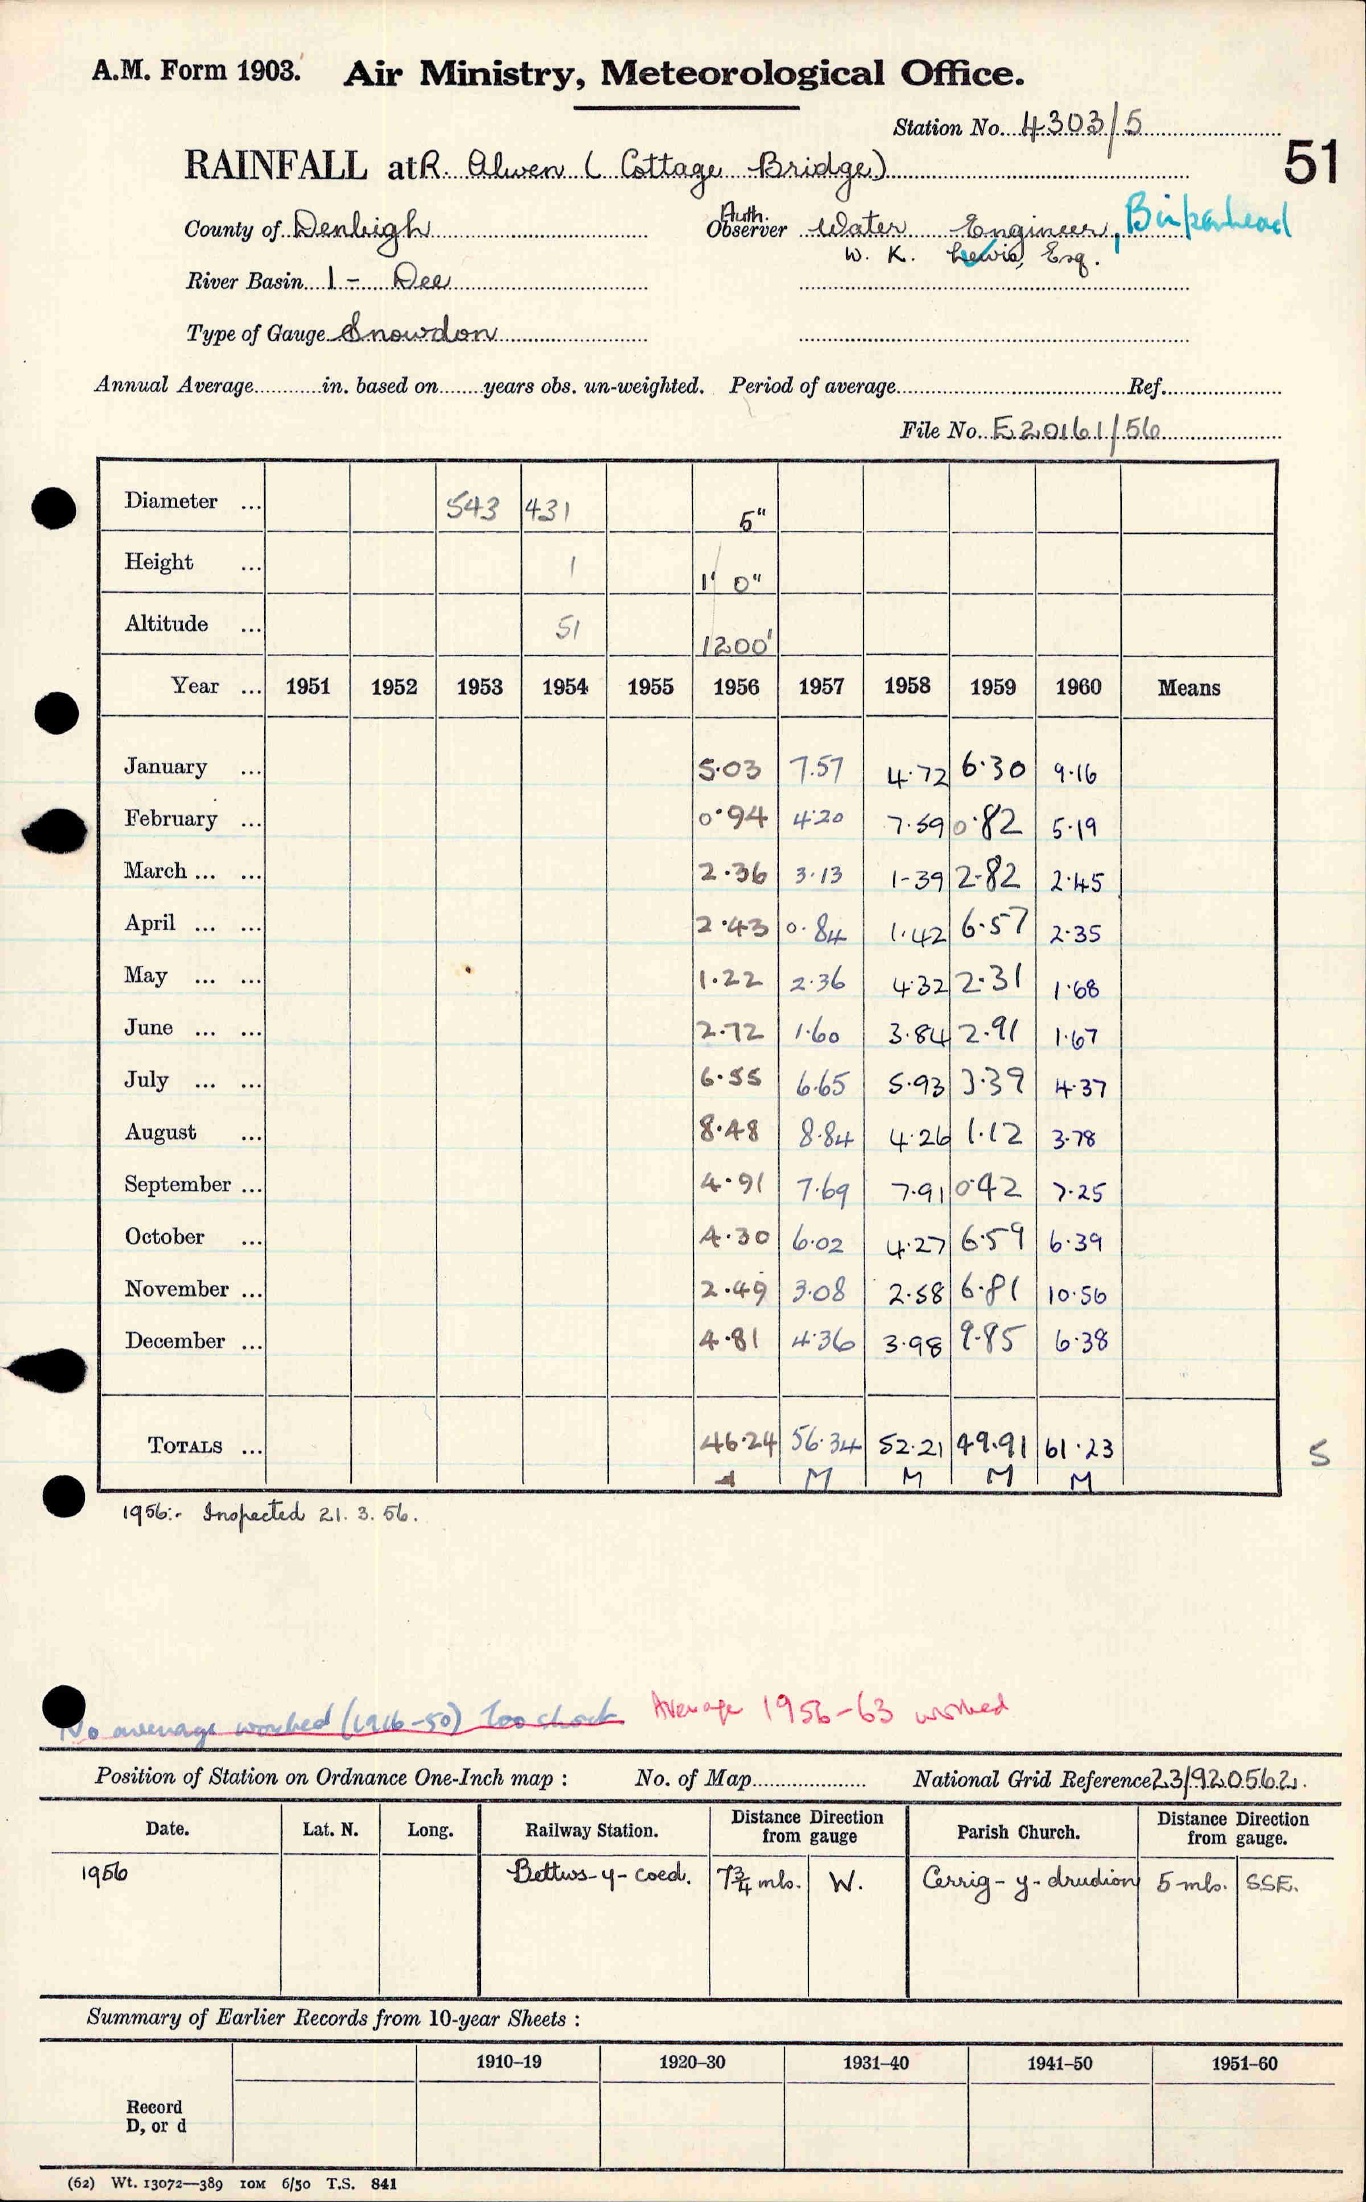 A.M. Form 1903. Air Ministry, Meteorological Office.
Station No. 4303/5
51
RAINFALL at R. Alwen ( Cottage Bridge)
County of Denbigh Auth. Observer Water Engineer, Birkenhead
W. K. Lewis, Esq.
River Basin 1 - Dee
Type of Gauge Snowdon
Annual Average in. based on years obs. un-weighted. Period of average Ref.
File No. E20161/56
Diameter ... 543 431 5"
Height ... 1 1' 0"
Altitude ... 51 1200'
Year ... 1951 1952 1953 1954 1955 1956 1957 1958 1959 1960 Means
January ... 5.03 7.57 4.72 6.30 9.16
February ... 0.94 4.20 7.59 0.82 5.19
March ... ... 2.36 3.13 1.39 2.82 2.45
April ... ... 2.43 0.84 1.42 6.57 2.35
May ... ... 1.22 2.36 4.32 2.31 1.68
June ... ... 2.72 1.60 3.84 2.91 1.67
July ... ... 6.55 6.65 5.93 3.39 4.37
August ... 8.48 8.84 4.26 1.12 3.78
September ... 4.91 7.69 7.91 0.42 7.25
October ... 4.30 6.02 4.27 6.59 6.39
November ... 2.49 3.08 2.58 6.81 10.56
December ... 4.81 4.36 3.98 9.85 6.38
TOTALS ... 46.24 56.34 52.21 49.91 61.23 S
M M M M
1956:- Inspected 21. 3. 56.
No average worked (1916-50) Too short Average 1956-63 worked
Position of Station on Ordnance One-Inch map : No. of Map National Grid Reference 23/920562.
Date. Lat. N. Long. Railway Station. Distance Direction from gauge Parish Church. Distance Direction from gauge.
1956 Bettws-y-coed. 7¾ mls. W. Cerrig-y-drudion 5 mls. SSE.
Summary of Earlier Records from 10-year Sheets :
1910–19 1920–30 1931–40 1941–50 1951–60
Record
D, or d
(62) Wt. 13072—389 10M 6/50 T.S. 841